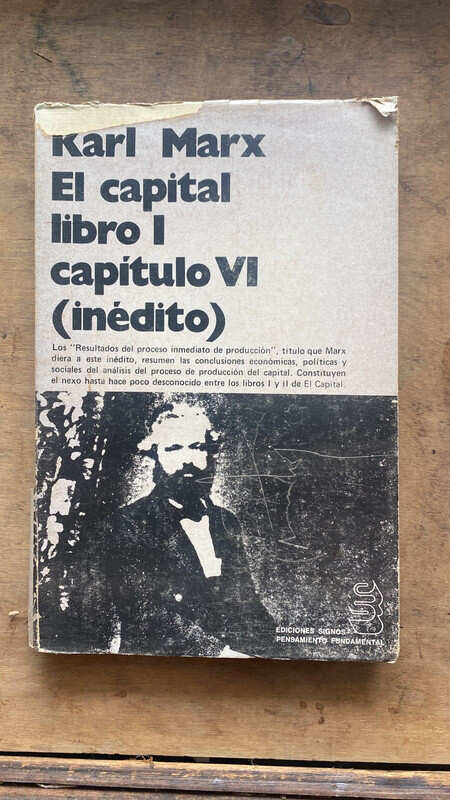 Karl Marx
El capital
libro I
capítulo VI
(inédito)
Los "Resultados del proceso inmediato de producción", título que Marx
diera a este inédito, resumen las conclusiones económicas, políticas y
sociales del análisis del proceso de producción del capital. Constituyen
el nexo hasta hace poco desconocido entre los libros I y II de El Capital.
EDICIONES SIGNOS
PENSAMIENTO FUNDAMENTAL